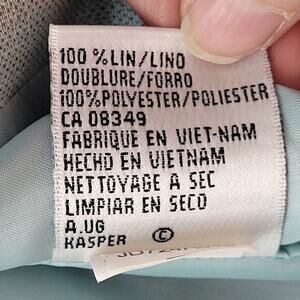 100 % LIN/LINO
DOUBLURE/FORRO
100%POLYESTER/POLIESTER
CA 08349
FABRIQUE EN VIET-NAM
HECHO EN VIETNAM
NETTOYAGE A SEC
LIMPIAR EN SECO
A.UG
KASPER ©